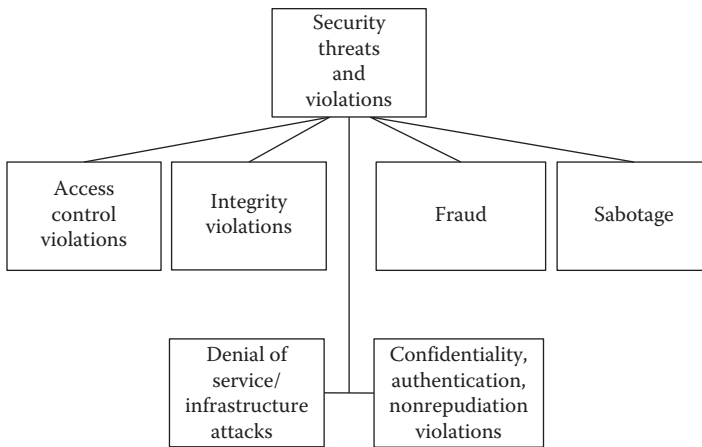 Security
threats
and
violations
Access
control
violations
Integrity
violations
Fraud
Sabotage
Denial of
service/
infrastructure
attacks
Confidentiality,
authentication,
nonrepudiation
violations